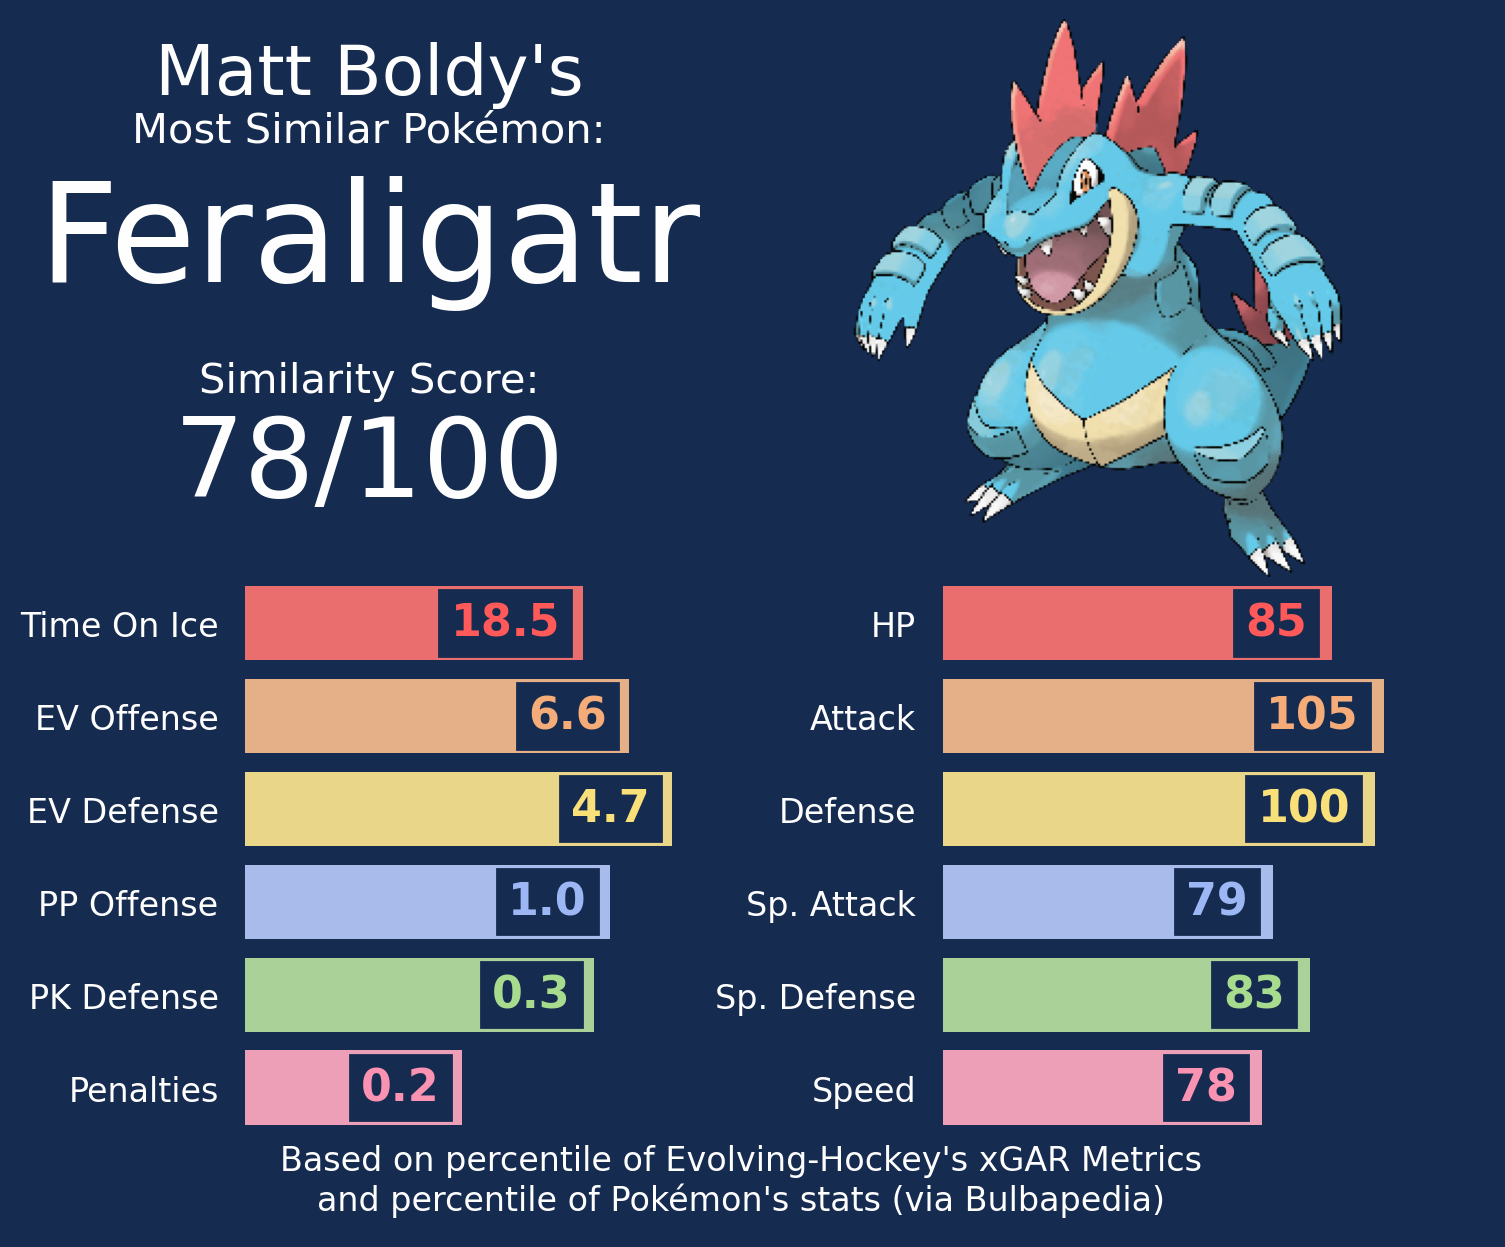 Matt Boldy's
Most Similar Pokémon:
Feraligatr
Similarity Score:
78/100
Time On Ice 18.5
EV Offense 6.6
EV Defense 4.7
PP Offense 1.0
PK Defense 0.3
Penalties 0.2
HP 85
Attack 105
Defense 100
Sp. Attack 79
Sp. Defense 83
Speed 78
Based on percentile of Evolving-Hockey's xGAR Metrics
and percentile of Pokémon's stats (via Bulbapedia)